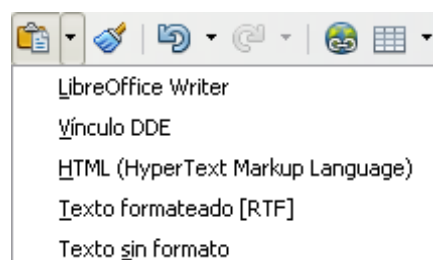 LibreOffice Writer
Vínculo DDE
HTML (HyperText Markup Language)
Texto formateado [RTF]
Texto sin formato